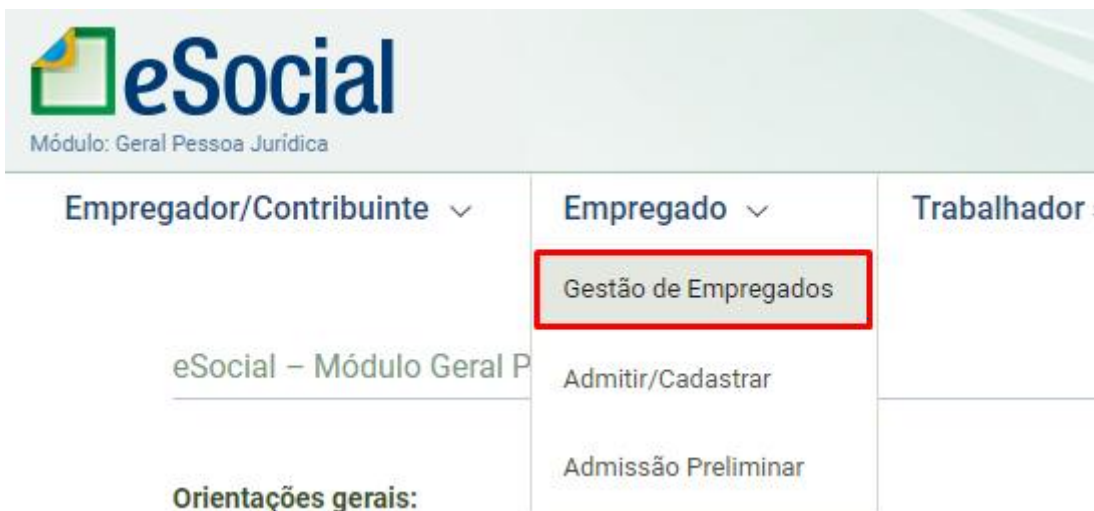 eSocial
Módulo: Geral Pessoa Jurídica
Empregador/Contribuinte
Empregado
Trabalhador
Gestão de Empregados
eSocial – Módulo Geral P
Admitir/Cadastrar
Admissão Preliminar
Orientações gerais: